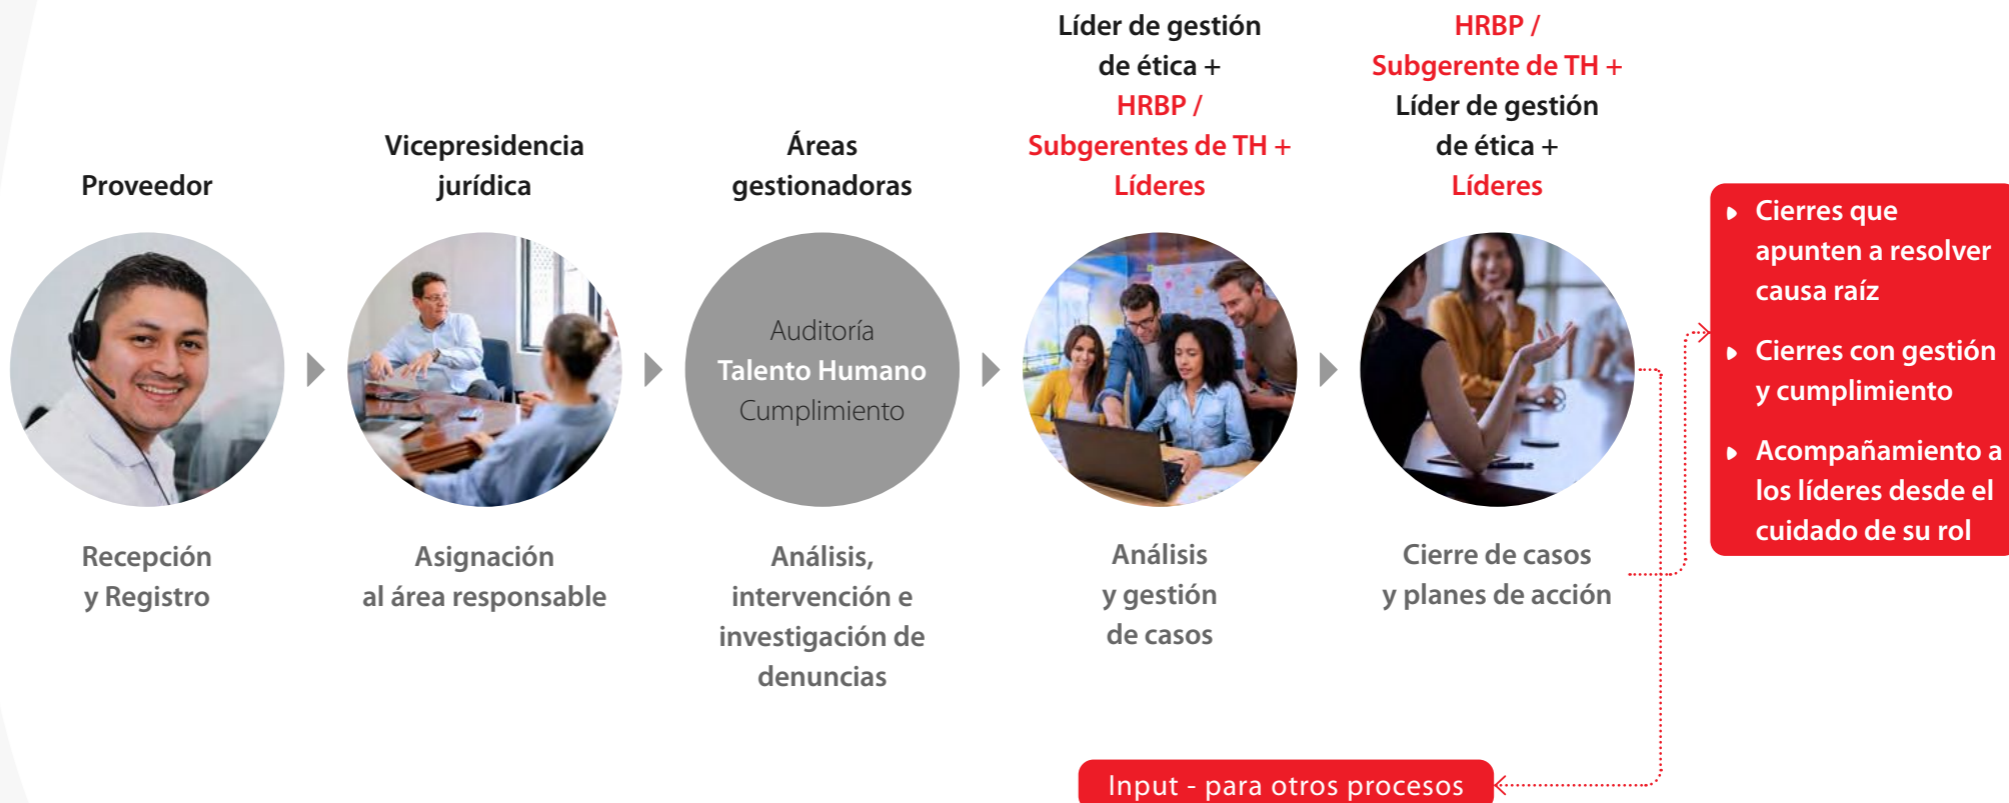 Proveedor
Recepción
y Registro
Vicepresidencia
jurídica
Asignación
al área responsable
Áreas
gestionadoras
Auditoría
Talento Humano
Cumplimiento
Análisis,
intervención e
investigación de
denuncias
Líder de gestión
de ética +
HRBP /
Subgerentes de TH +
Líderes
Análisis
y gestión
de casos
HRBP /
Subgerente de TH +
Líder de gestión
de ética +
Líderes
Cierre de casos
y planes de acción
Cierres que
apunten a resolver
causa raíz
Cierres con gestión
y cumplimiento
Acompañamiento a
los líderes desde el
cuidado de su rol
Input - para otros procesos